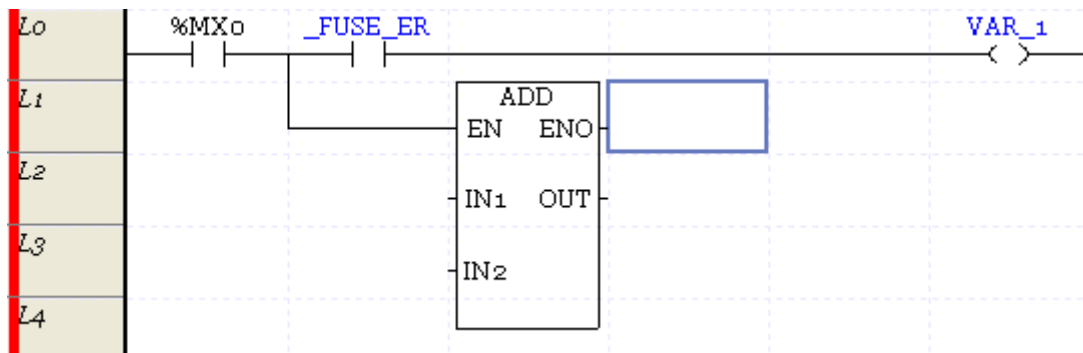 L0 %MX0 _FUSE_ER VAR_1
L1 ADD
EN ENO
L2
IN1 OUT
L3
IN2
L4